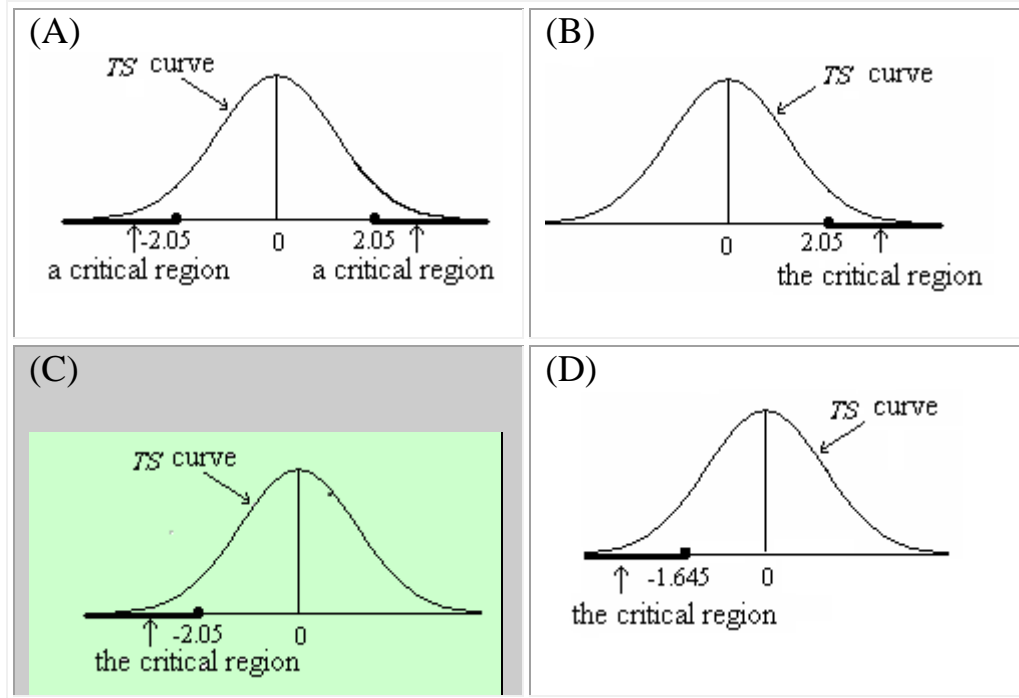 (A)
TS curve
-2.05 0 2.05
a critical region a critical region
(B)
TS curve
0 2.05
the critical region
(C)
TS curve
-2.05 0
the critical region
(D)
TS curve
-1.645 0
the critical region